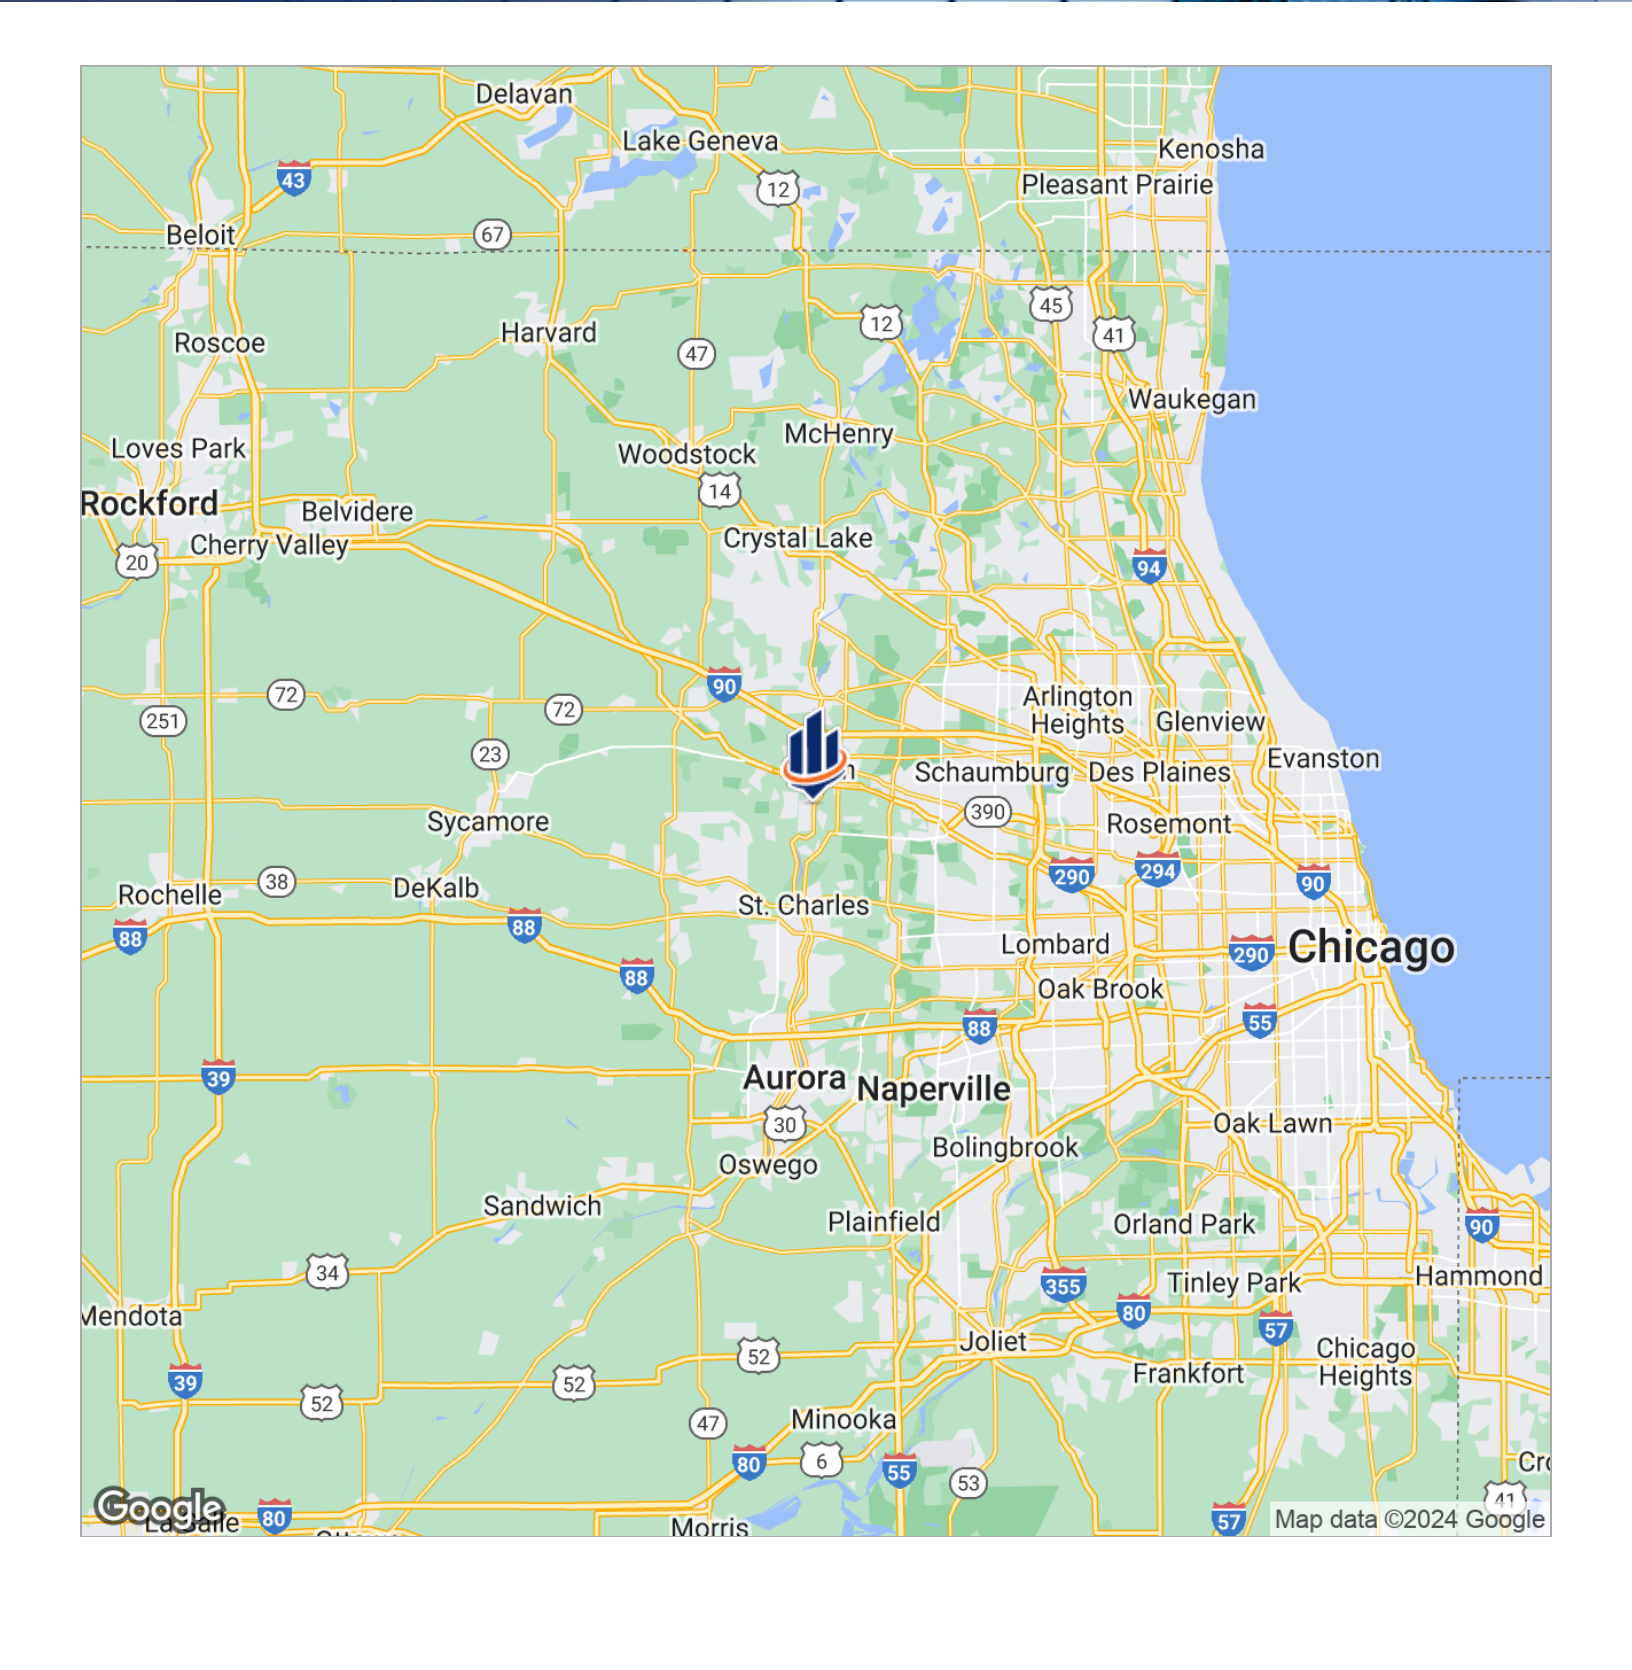 Delavan
Lake Geneva
Kenosha
12
Pleasant Prairie
43
Beloit
67
45
12
41
Harvard
Roscoe
47
Waukegan
McHenry
Loves Park
Woodstock
14
Rockford
Belvidere
Crystal Lake
Cherry Valley
20
94
90
72
72
Arlington
Heights
251
Glenview
23
Evanston
Schaumburg
Des Plaines
390
Sycamore
Rosemont
290
294
90
38
DeKalb
Rochelle
St. Charles
88
88
Lombard
290
Chicago
88
Oak Brook
88
55
39
Aurora
Naperville
30
Oak Lawn
Bolingbrook
Oswego
Sandwich
Plainfield
Orland Park
90
34
355
Tinley Park
Hammond
80
Mendota
57
Joliet
52
Chicago
Heights
39
52
Frankfort
52
47
Minooka
80
6
55
53
41
Google
80
57
Map data ©2024 Google
Morris